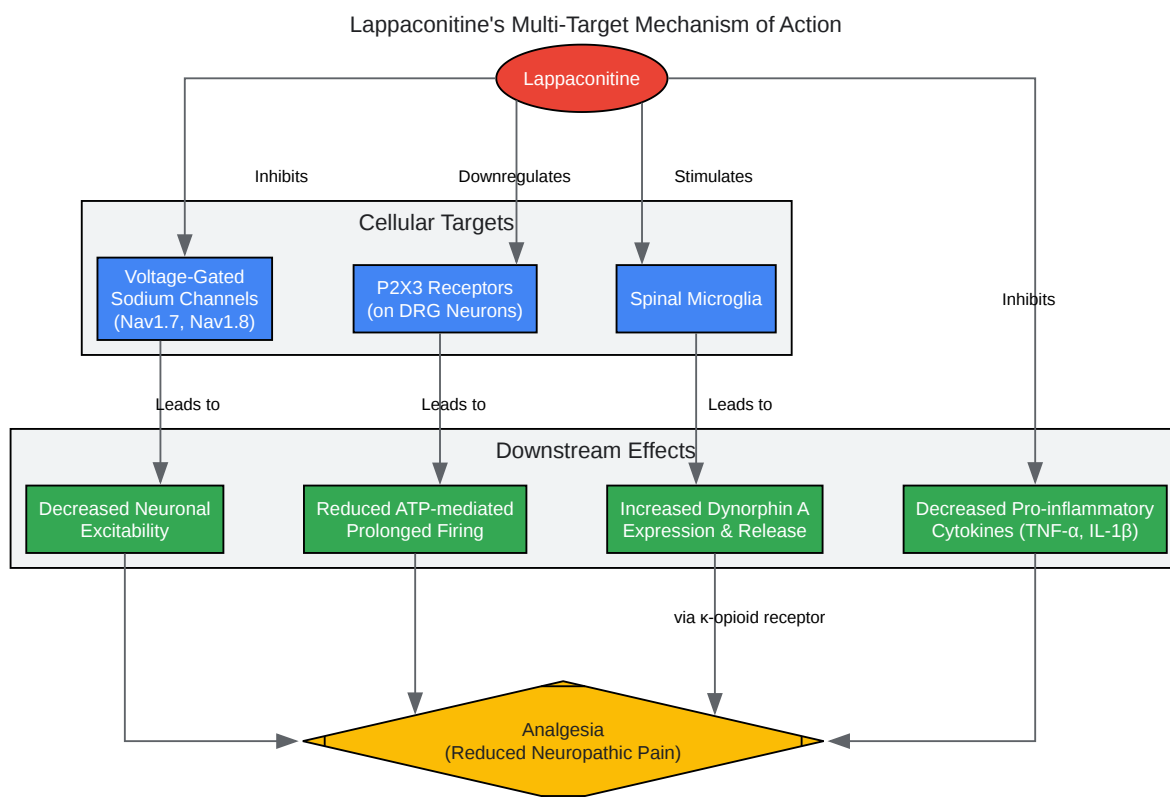 Lappaconitine's Multi-Target Mechanism of Action
Lappaconitine
Inhibits
Downregulates
Stimulates
Cellular Targets
Voltage-Gated
Sodium Channels
(Nav1.7, Nav1.8)
P2X3 Receptors
(on DRG Neurons)
Spinal Microglia
Inhibits
Leads to
Leads to
Leads to
Downstream Effects
Decreased Neuronal
Excitability
Reduced ATP-mediated
Prolonged Firing
Increased Dynorphin A
Expression & Release
Decreased Pro-inflammatory
Cytokines (TNF-α, IL-1β)
via κ-opioid receptor
Analgesia
(Reduced Neuropathic Pain)